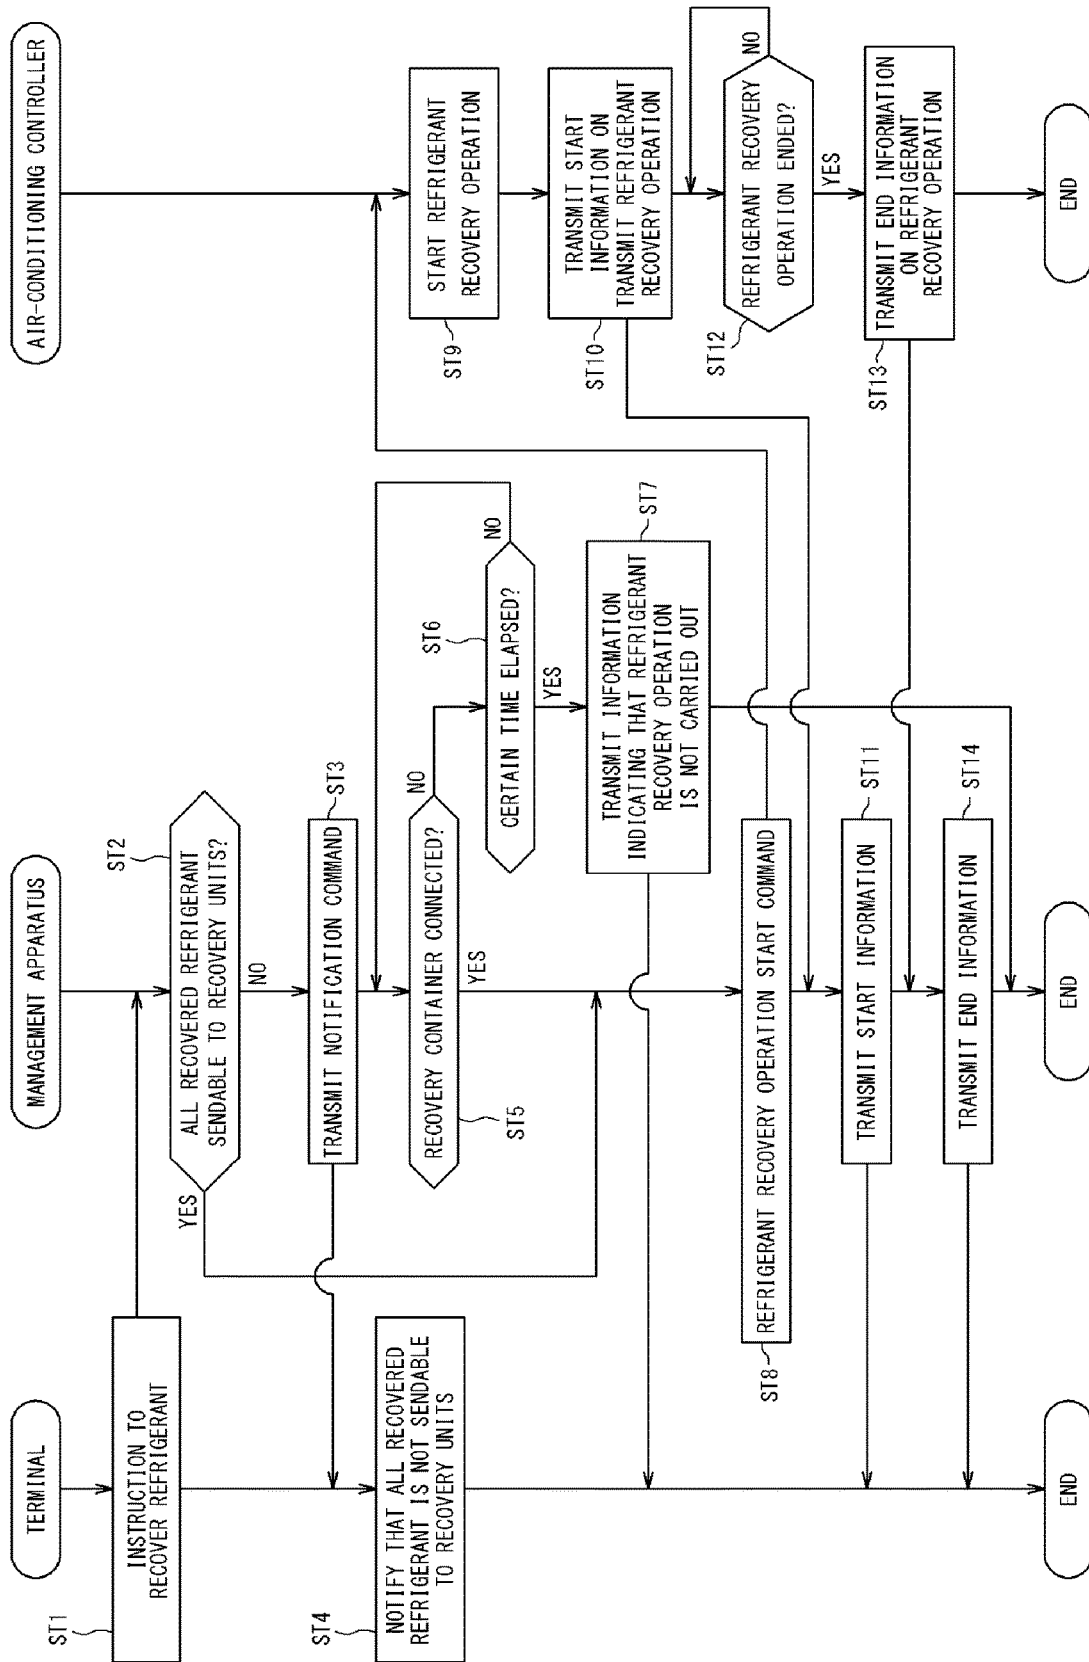 TERMINAL
MANAGEMENT APPARATUS
AIR-CONDITIONING CONTROLLER
ST1
INSTRUCTION TO
RECOVER REFRIGERANT
ST2
ALL RECOVERED REFRIGERANT
SENDABLE TO RECOVERY UNITS?
YES
NO
ST3
TRANSMIT NOTIFICATION COMMAND
ST4
NOTIFY THAT ALL RECOVERED
REFRIGERANT IS NOT SENDABLE
TO RECOVERY UNITS
ST5
RECOVERY CONTAINER CONNECTED?
YES
NO
ST6
CERTAIN TIME ELAPSED?
NO
YES
ST7
TRANSMIT INFORMATION
INDICATING THAT REFRIGERANT
RECOVERY OPERATION
IS NOT CARRIED OUT
ST8
REFRIGERANT RECOVERY OPERATION START COMMAND
ST9
START REFRIGERANT
RECOVERY OPERATION
ST10
TRANSMIT START
INFORMATION ON
TRANSMIT REFRIGERANT
RECOVERY OPERATION
ST11
TRANSMIT START INFORMATION
ST12
REFRIGERANT RECOVERY
OPERATION ENDED?
NO
YES
ST13
TRANSMIT END INFORMATION
ON REFRIGERANT
RECOVERY OPERATION
ST14
TRANSMIT END INFORMATION
END
END
END